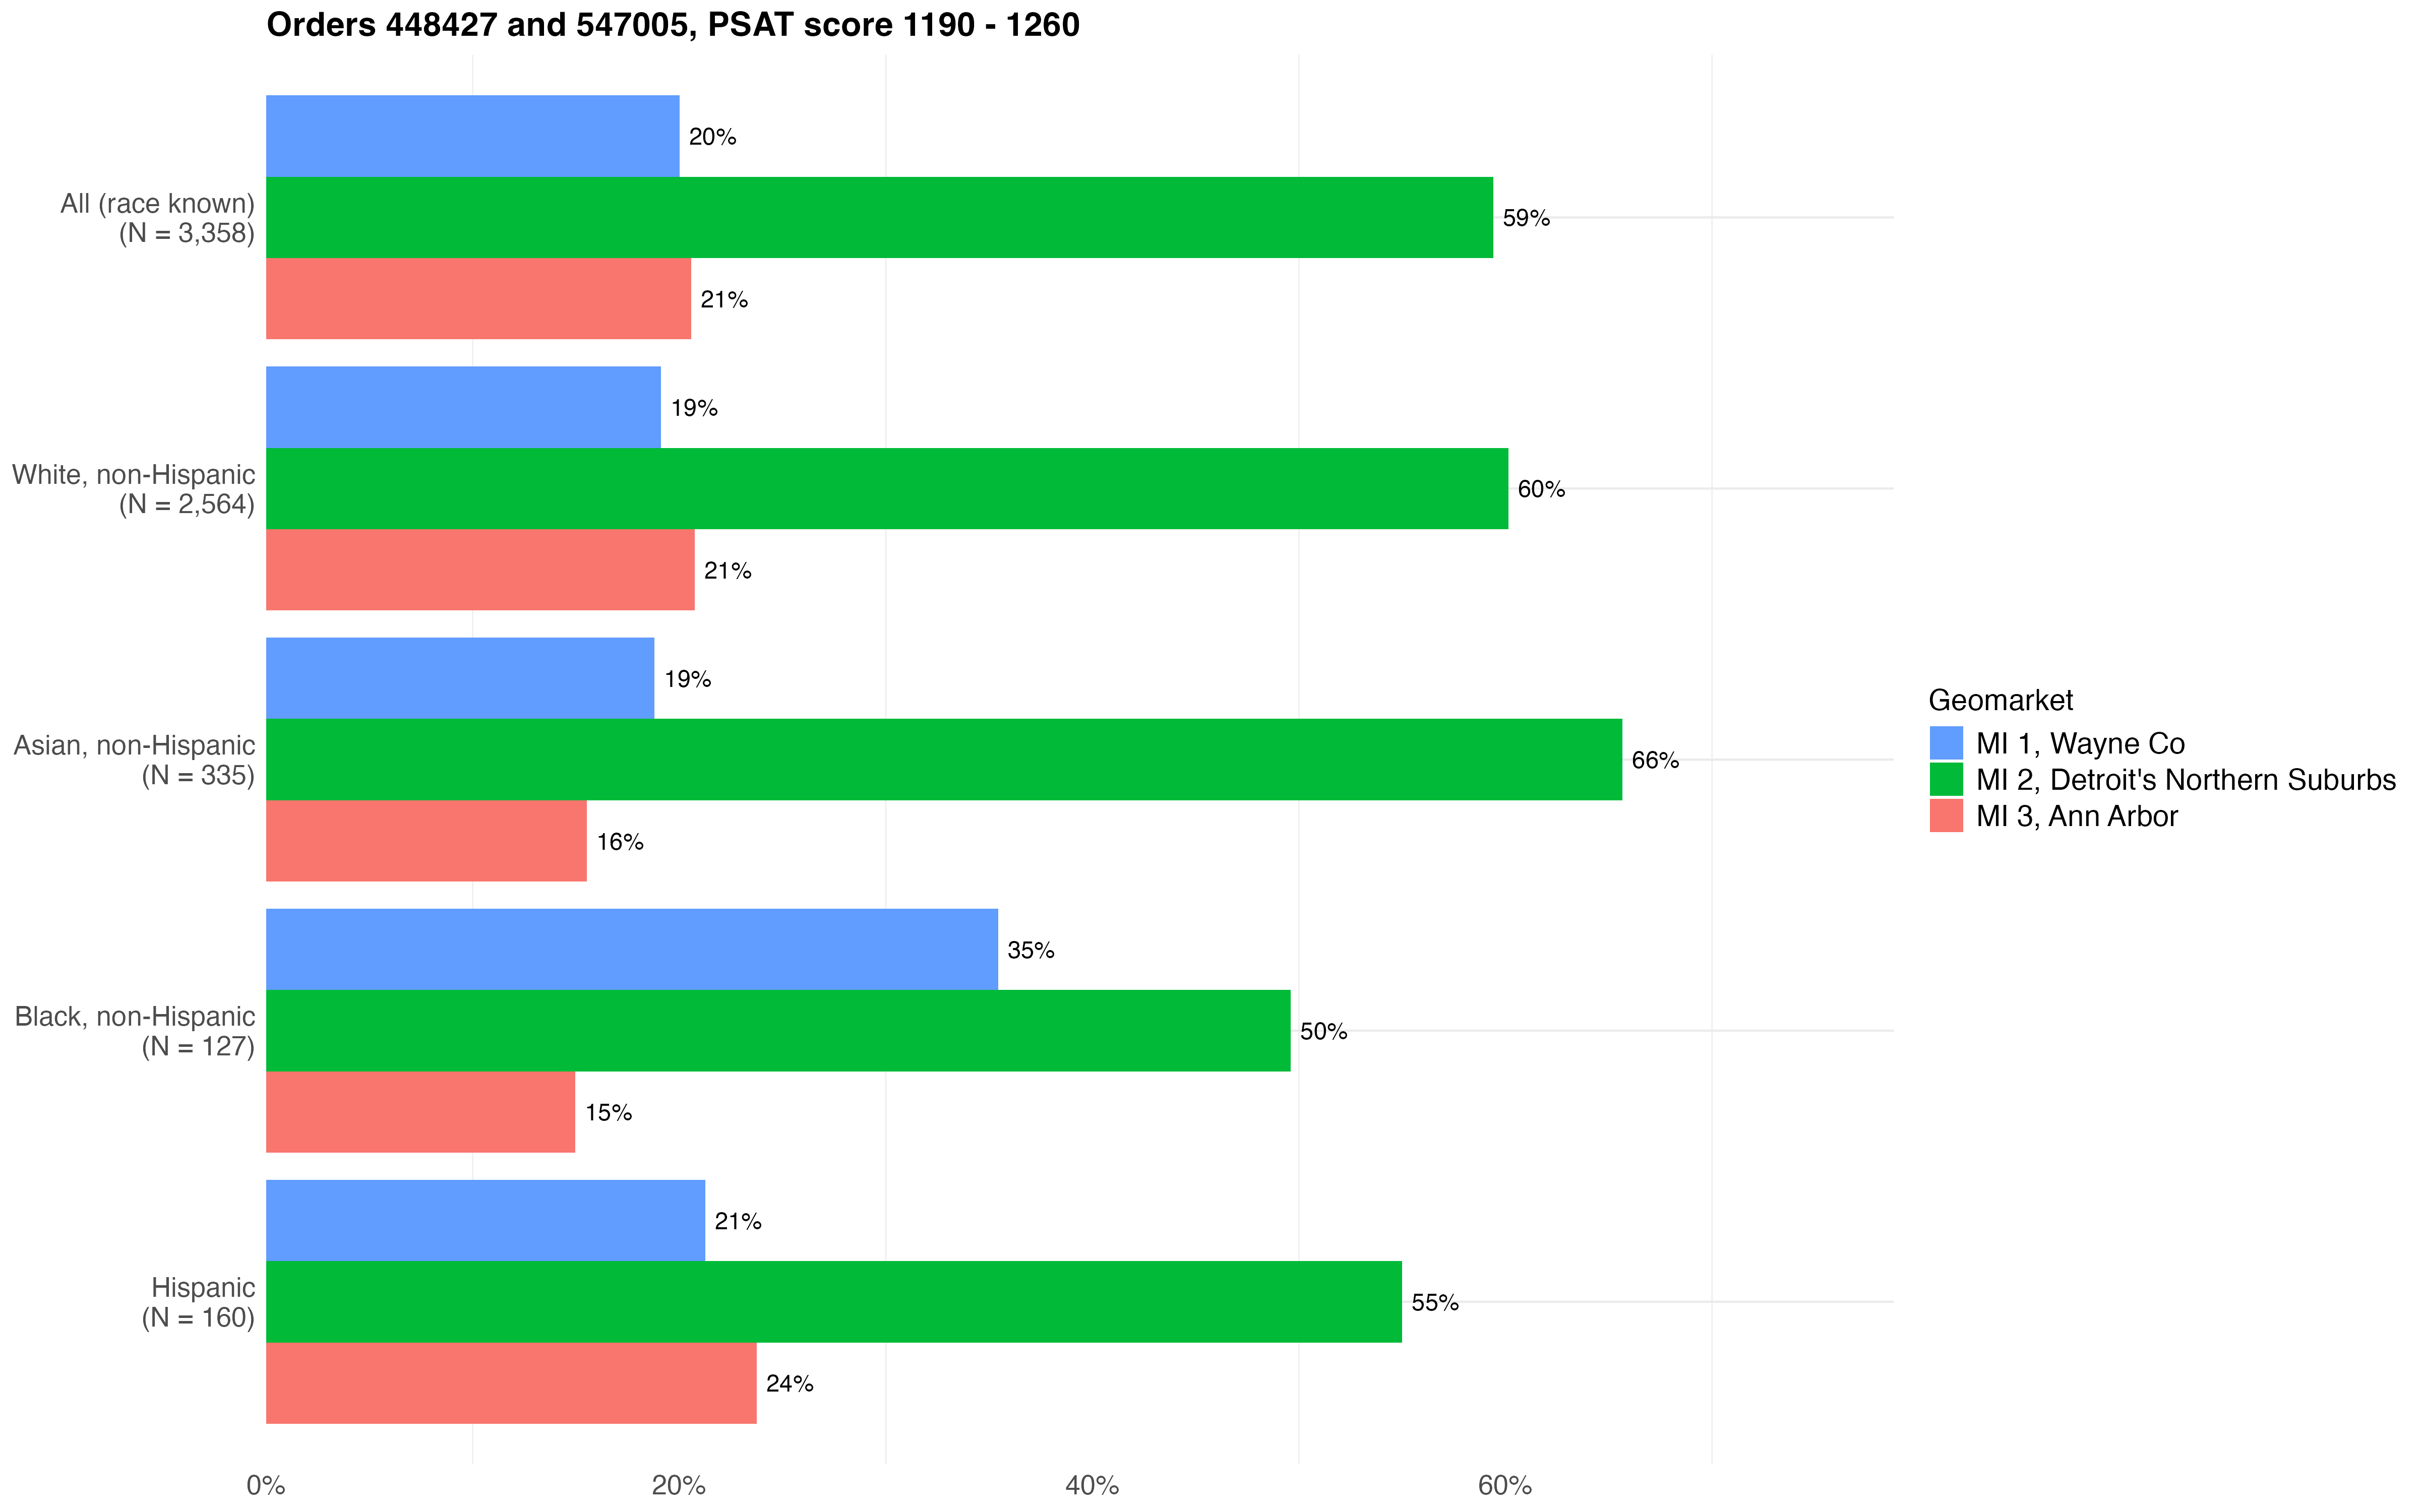 Orders 448427 and 547005, PSAT score 1190 - 1260
All (race known)
(N = 3,358)
20%
59%
21%
White, non-Hispanic
(N = 2,564)
19%
60%
21%
Asian, non-Hispanic
(N = 335)
19%
66%
16%
Black, non-Hispanic
(N = 127)
35%
50%
15%
Hispanic
(N = 160)
21%
55%
24%
0%
20%
40%
60%
Geomarket
MI 1, Wayne Co
MI 2, Detroit's Northern Suburbs
MI 3, Ann Arbor